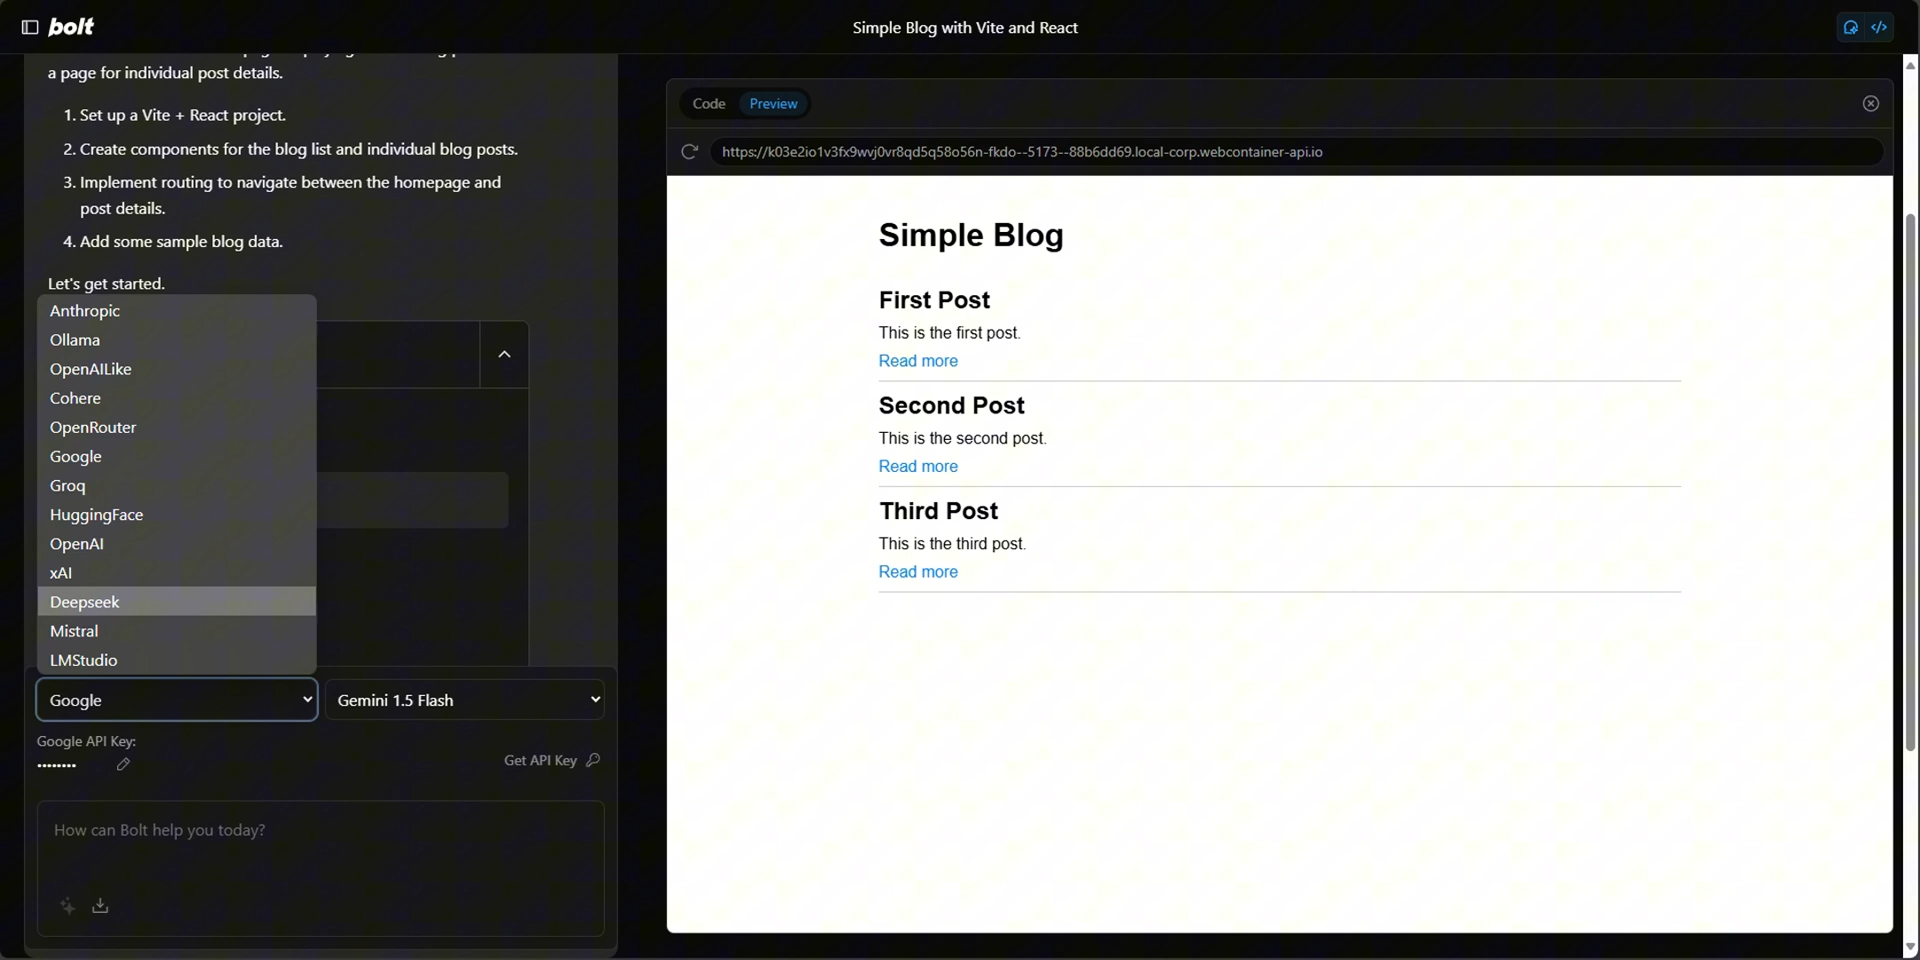 bolt
Simple Blog with Vite and React
a page for individual post details.
1. Set up a Vite + React project.
2. Create components for the blog list and individual blog posts.
3. Implement routing to navigate between the homepage and
post details.
4. Add some sample blog data.
Let's get started.
Anthropic
Ollama
OpenAILike
Cohere
OpenRouter
Google
Groq
HuggingFace
OpenAI
xAI
Deepseek
Mistral
LMStudio
Google
Gemini 1.5 Flash
Google API Key:
••••••••
Get API Key
How can Bolt help you today?
Code
Preview
https://k03e2io1v3fx9wvj0vr8qd5q58o56n-fkdo--5173--88b6dd69.local-corp.webcontainer-api.io
Simple Blog
First Post
This is the first post.
Read more
Second Post
This is the second post.
Read more
Third Post
This is the third post.
Read more